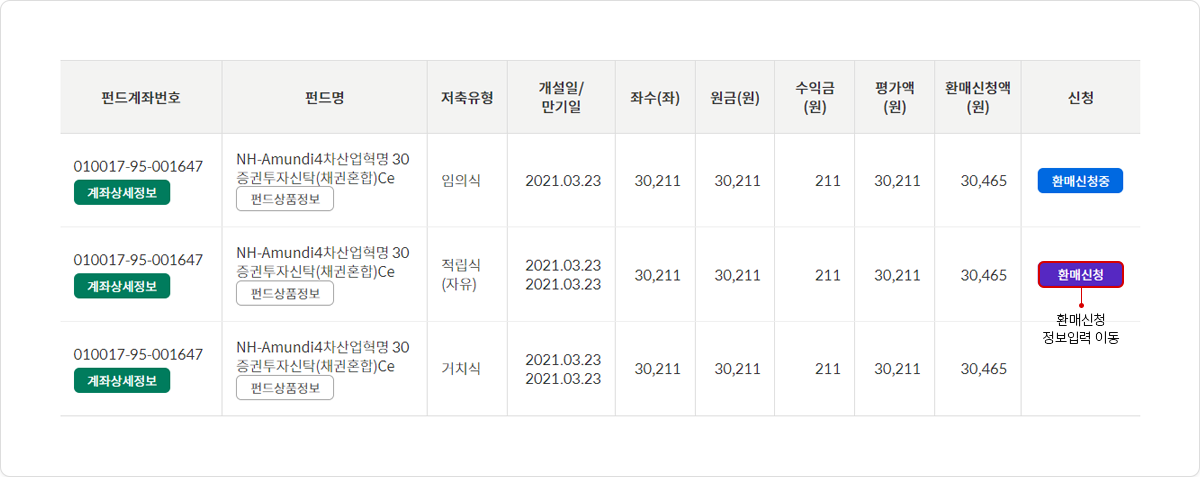 펀드계좌번호
펀드명
저축유형
개설일/
만기일
좌수(좌)
원금(원)
수익금
(원)
평가액
(원)
환매신청액
(원)
신청
010017-95-001647
계좌상세정보
NH-Amundi4차산업혁명 30
증권투자신탁(채권혼합)Ce
펀드상품정보
임의식
2021.03.23
30,211
30,211
211
30,211
30,465
환매신청중
010017-95-001647
계좌상세정보
NH-Amundi4차산업혁명 30
증권투자신탁(채권혼합)Ce
펀드상품정보
적립식
(자유)
2021.03.23
2021.03.23
30,211
30,211
211
30,211
30,465
환매신청
환매신청
정보입력 이동
010017-95-001647
계좌상세정보
NH-Amundi4차산업혁명 30
증권투자신탁(채권혼합)Ce
펀드상품정보
거치식
2021.03.23
2021.03.23
30,211
30,211
211
30,211
30,465